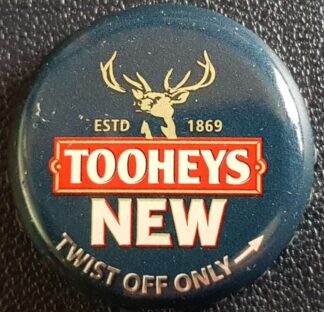 ESTD 1869
TOOHEYS
NEW
TWIST OFF ONLY